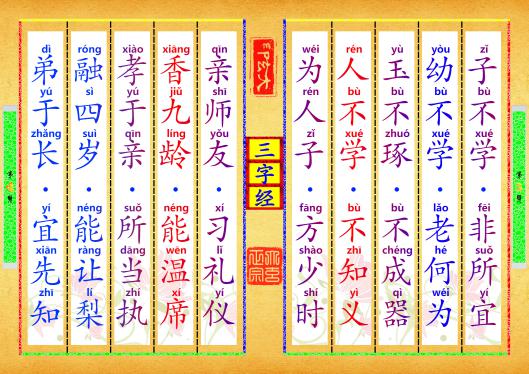 zǐ bù xué fēi suǒ yí
子不学·非所宜
yòu bù xué lǎo hé wéi
幼不学·老何为
yù bù zhuó bù chéng qì
玉不琢·不成器
rén bù xué bù zhī yì
人不学·不知义
wéi rén zǐ fāng shào shí
为人子·方少时
三字经
qīn shī yǒu xí lǐ yí
亲师友·习礼仪
xiāng jiǔ líng néng wēn xí
香九龄·能温席
xiào yú qīn suǒ dāng zhí
孝于亲·所当执
róng sì suì néng ràng lí
融四岁·能让梨
dì yú zhǎng yí xiān zhī
弟于长·宜先知